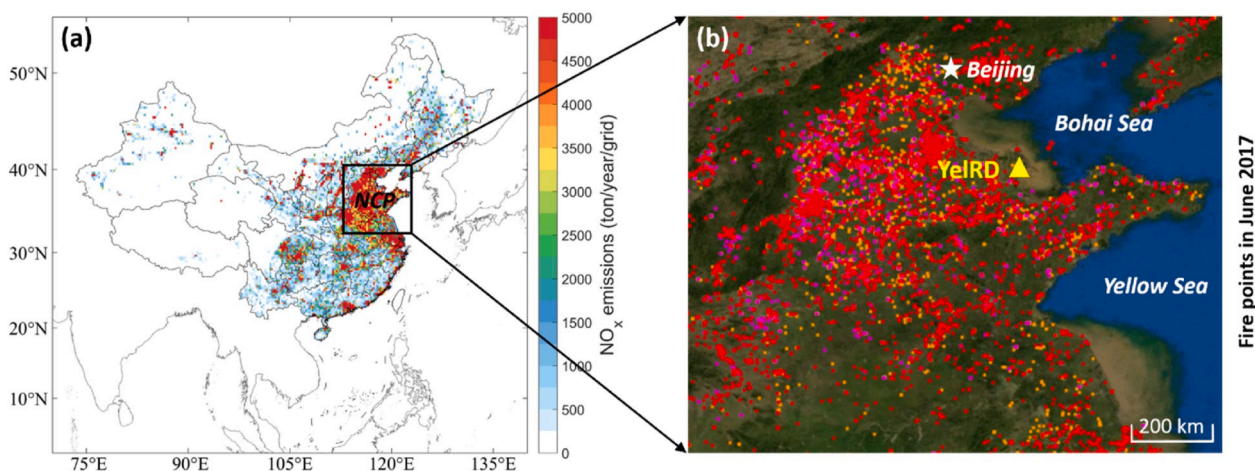 (a)
50°N
40°N
30°N
20°N
10°N
75°E
90°E
105°E
120°E
135°E
NCP
5000
4500
4000
3500
3000
2500
2000
1500
1000
500
0
NOx emissions (ton/year/grid)
(b)
Beijing
Bohai Sea
YelRD
Yellow Sea
200 km
Fire points in June 2017